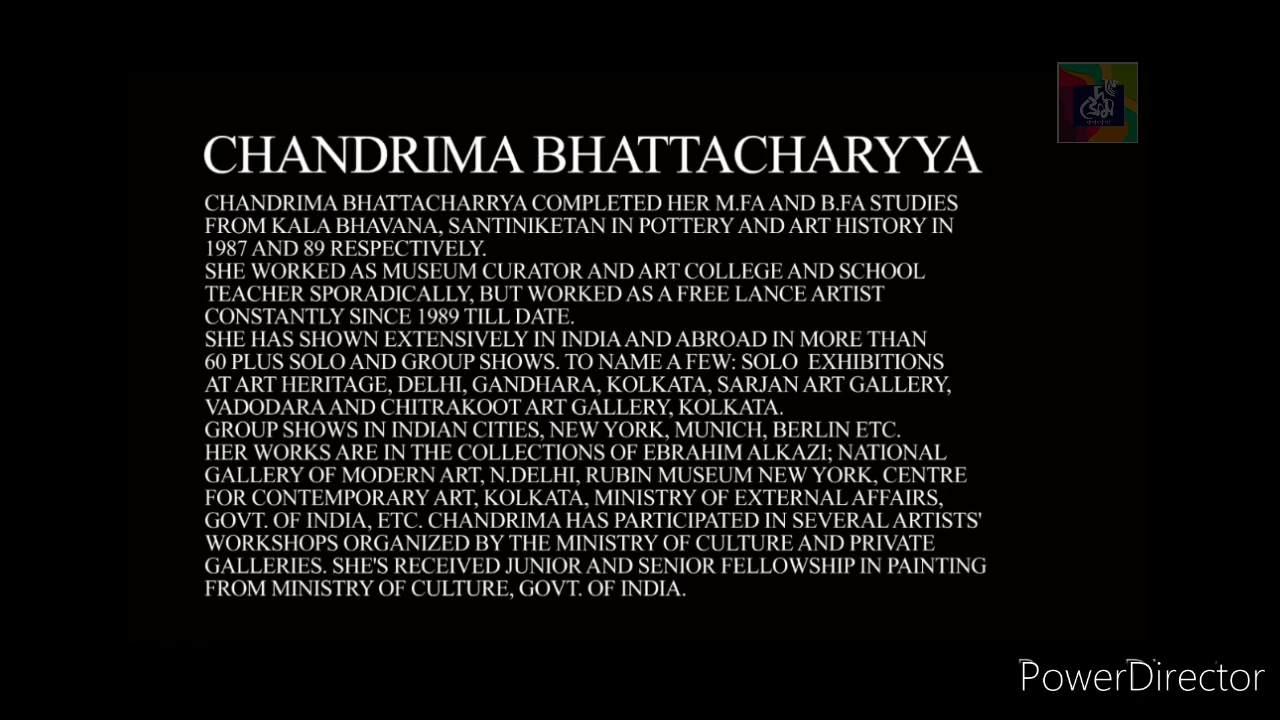 CHANDRIMA BHATTACHARYYA
CHANDRIMA BHATTACHARRYA COMPLETED HER M.FA AND B.FA STUDIES
FROM KALA BHAVANA, SANTINIKETAN IN POTTERY AND ART HISTORY IN
1987 AND 89 RESPECTIVELY.
SHE WORKED AS MUSEUM CURATOR AND ART COLLEGE AND SCHOOL
TEACHER SPORADICALLY, BUT WORKED AS A FREE LANCE ARTIST
CONSTANTLY SINCE 1989 TILL DATE.
SHE HAS SHOWN EXTENSIVELY IN INDIA AND ABROAD IN MORE THAN
60 PLUS SOLO AND GROUP SHOWS. TO NAME A FEW: SOLO EXHIBITIONS
AT ART HERITAGE, DELHI, GANDHARA, KOLKATA, SARJAN ART GALLERY,
VADODARA AND CHITRAKOOT ART GALLERY, KOLKATA.
GROUP SHOWS IN INDIAN CITIES, NEW YORK, MUNICH, BERLIN ETC.
HER WORKS ARE IN THE COLLECTIONS OF EBRAHIM ALKAZI; NATIONAL
GALLERY OF MODERN ART, N.DELHI, RUBIN MUSEUM NEW YORK, CENTRE
FOR CONTEMPORARY ART, KOLKATA, MINISTRY OF EXTERNAL AFFAIRS,
GOVT. OF INDIA, ETC. CHANDRIMA HAS PARTICIPATED IN SEVERAL ARTISTS'
WORKSHOPS ORGANIZED BY THE MINISTRY OF CULTURE AND PRIVATE
GALLERIES. SHE'S RECEIVED JUNIOR AND SENIOR FELLOWSHIP IN PAINTING
FROM MINISTRY OF CULTURE, GOVT. OF INDIA.
PowerDirector